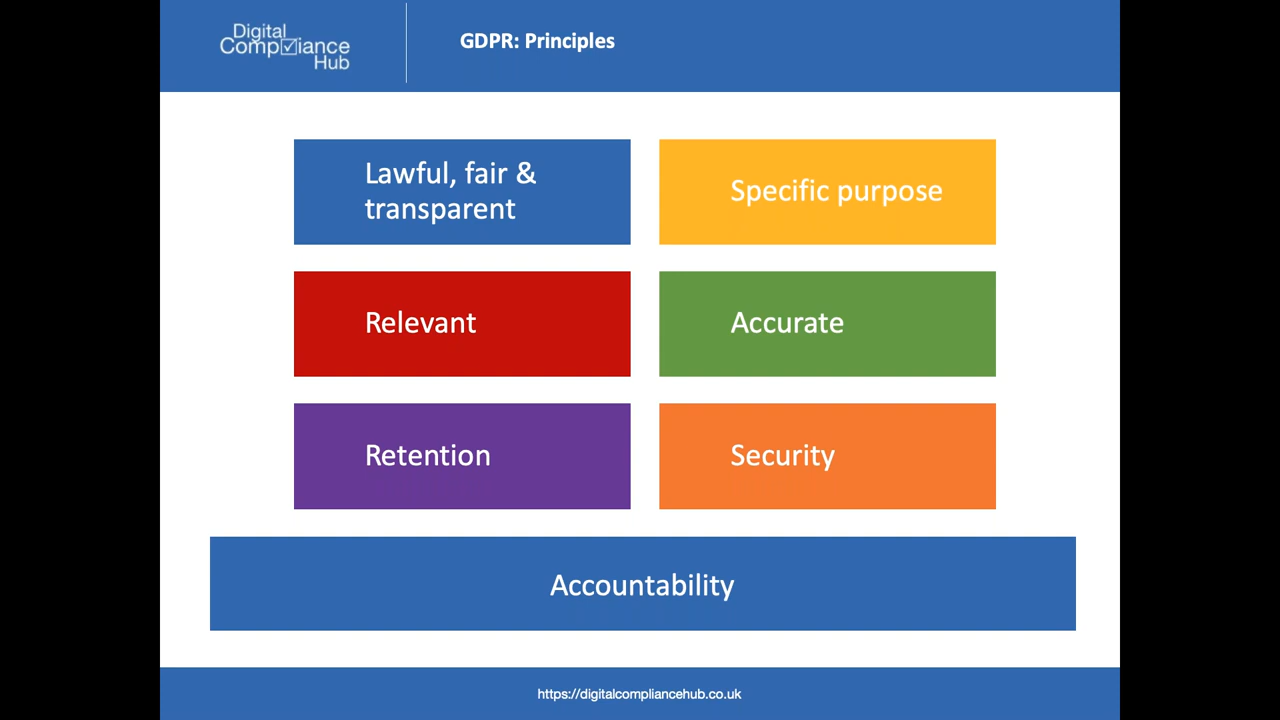 Digital
Compliance
Hub
GDPR: Principles
Lawful, fair &
transparent
Specific purpose
Relevant
Accurate
Retention
Security
Accountability
https://digitalcompliancehub.co.uk